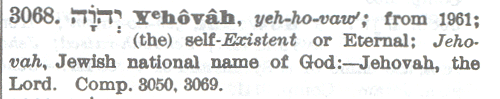 3068. יְהֹוָה Yᵉhôvâh, yeh-ho-vaw'; from 1961;
(the) self-Existent or Eternal; Jeho-
vah, Jewish national name of God:—Jehovah, the
Lord. Comp. 3050, 3069.